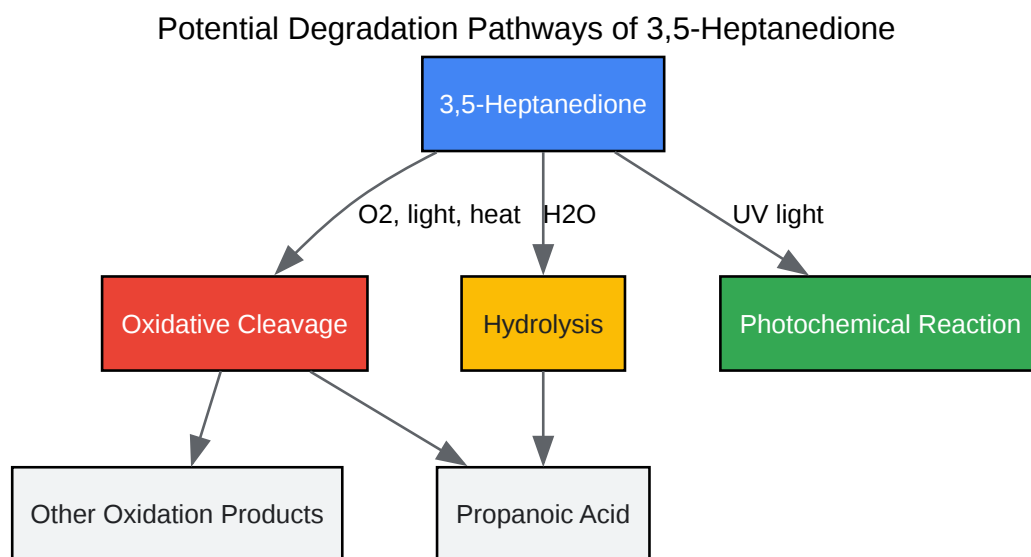 Potential Degradation Pathways of 3,5-Heptanedione
3,5-Heptanedione
O2, light, heat
H2O
UV light
Oxidative Cleavage
Hydrolysis
Photochemical Reaction
Other Oxidation Products
Propanoic Acid